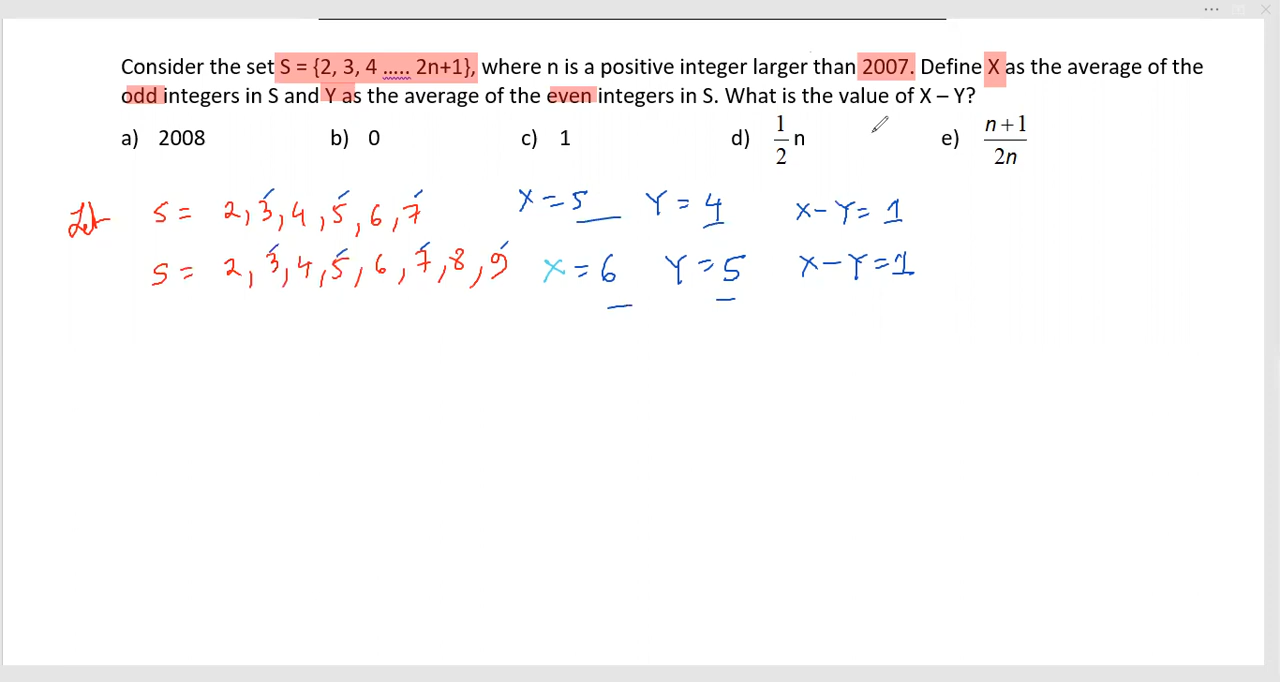 Consider the set S = {2, 3, 4 ..... 2n+1}, where n is a positive integer larger than 2007. Define X as the average of the
odd integers in S and Y as the average of the even integers in S. What is the value of X – Y?
a) 2008 b) 0 c) 1 d) 1/2 n e) n+1/2n
Let S = 2, 3, 4, 5, 6, 7 X = 5 Y = 4 X - Y = 1
S = 2, 3, 4, 5, 6, 7, 8, 9 X = 6 Y = 5 X - Y = 1